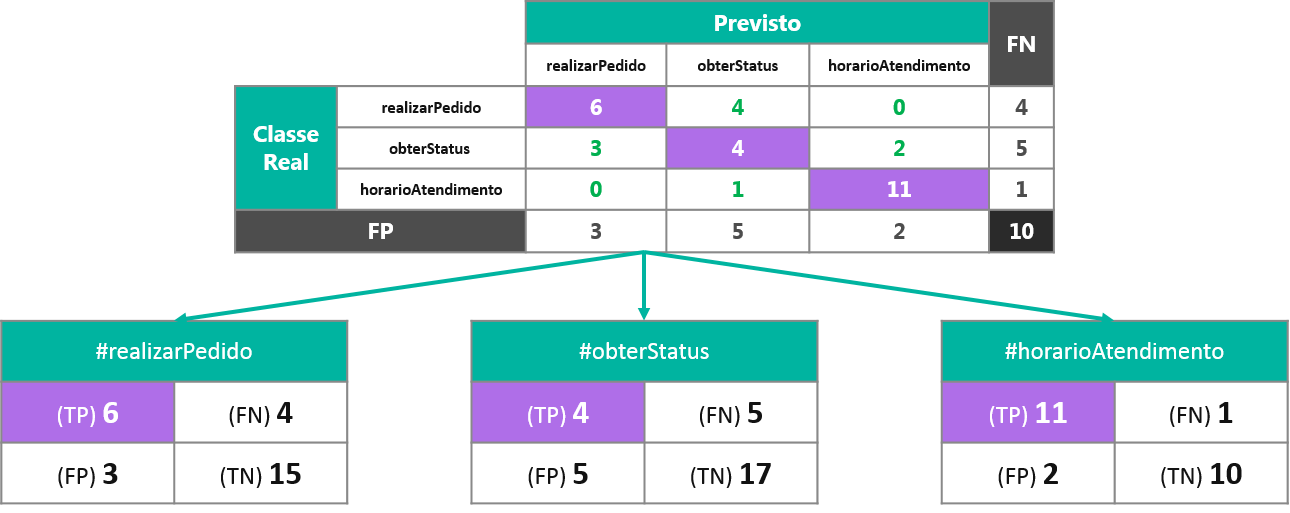 Previsto FN
realizarPedido obterStatus horarioAtendimento
Classe Real realizarPedido 6 4 0 4
obterStatus 3 4 2 5
horarioAtendimento 0 1 11 1
FP 3 5 2 10
#realizarPedido #obterStatus #horarioAtendimento
(TP) 6 (FN) 4 (TP) 4 (FN) 5 (TP) 11 (FN) 1
(FP) 3 (TN) 15 (FP) 5 (TN) 17 (FP) 2 (TN) 10